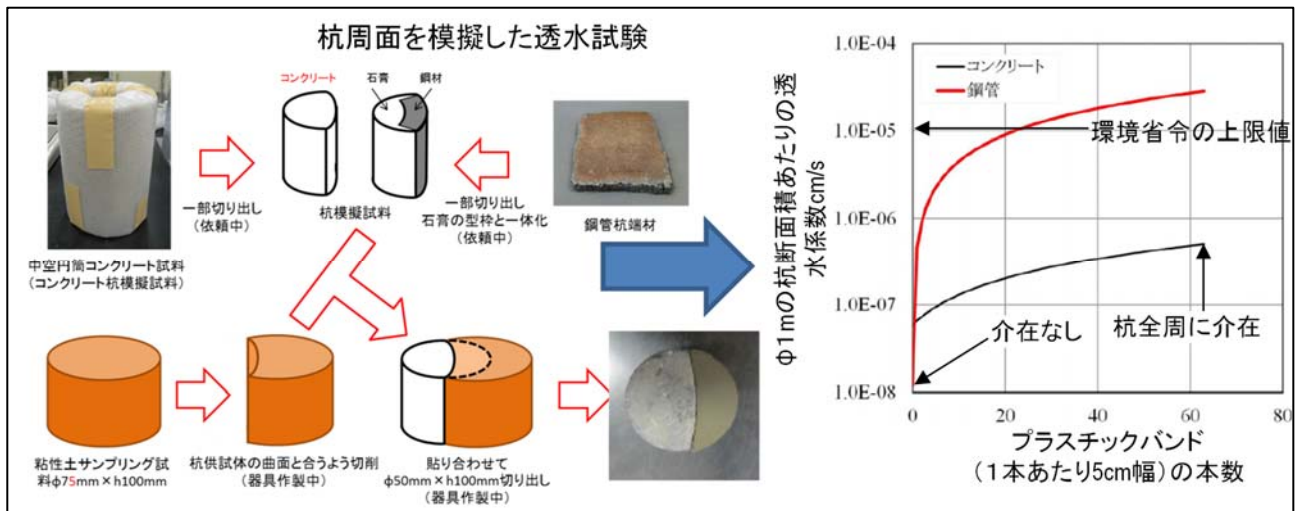 杭周面を模擬した透水試験
コンクリート
石膏
鋼材
一部切り出し
(依頼中)
杭模擬試料
一部切り出し
石膏の型枠と一体化
(依頼中)
鋼管杭端材
中空円筒コンクリート試料
(コンクリート杭模擬試料)
粘性土サンプリング試
料φ75mm×h100mm
杭供試体の曲面と合うよう切削
(器具作製中)
貼り合わせて
φ50mm×h100mm切り出し
(器具作製中)
φ1mの杭断面積あたりの透
水係数cm/s
1.0E-04
1.0E-05
1.0E-06
1.0E-07
1.0E-08
コンクリート
鋼管
環境省令の上限値
介在なし
杭全周に介在
0
20
40
60
80
プラスチックバンド
(1本あたり5cm幅)の本数